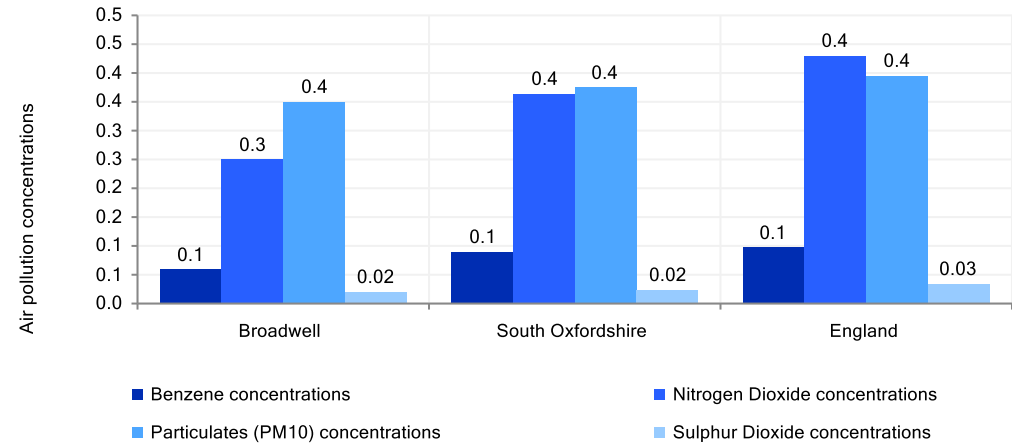 Air pollution concentrations
0.5
0.5
0.4
0.4
0.3
0.3
0.2
0.2
0.1
0.1
0.0
0.1
0.3
0.4
0.02
0.1
0.4
0.4
0.02
0.1
0.4
0.4
0.03
Broadwell
South Oxfordshire
England
Benzene concentrations
Nitrogen Dioxide concentrations
Particulates (PM10) concentrations
Sulphur Dioxide concentrations